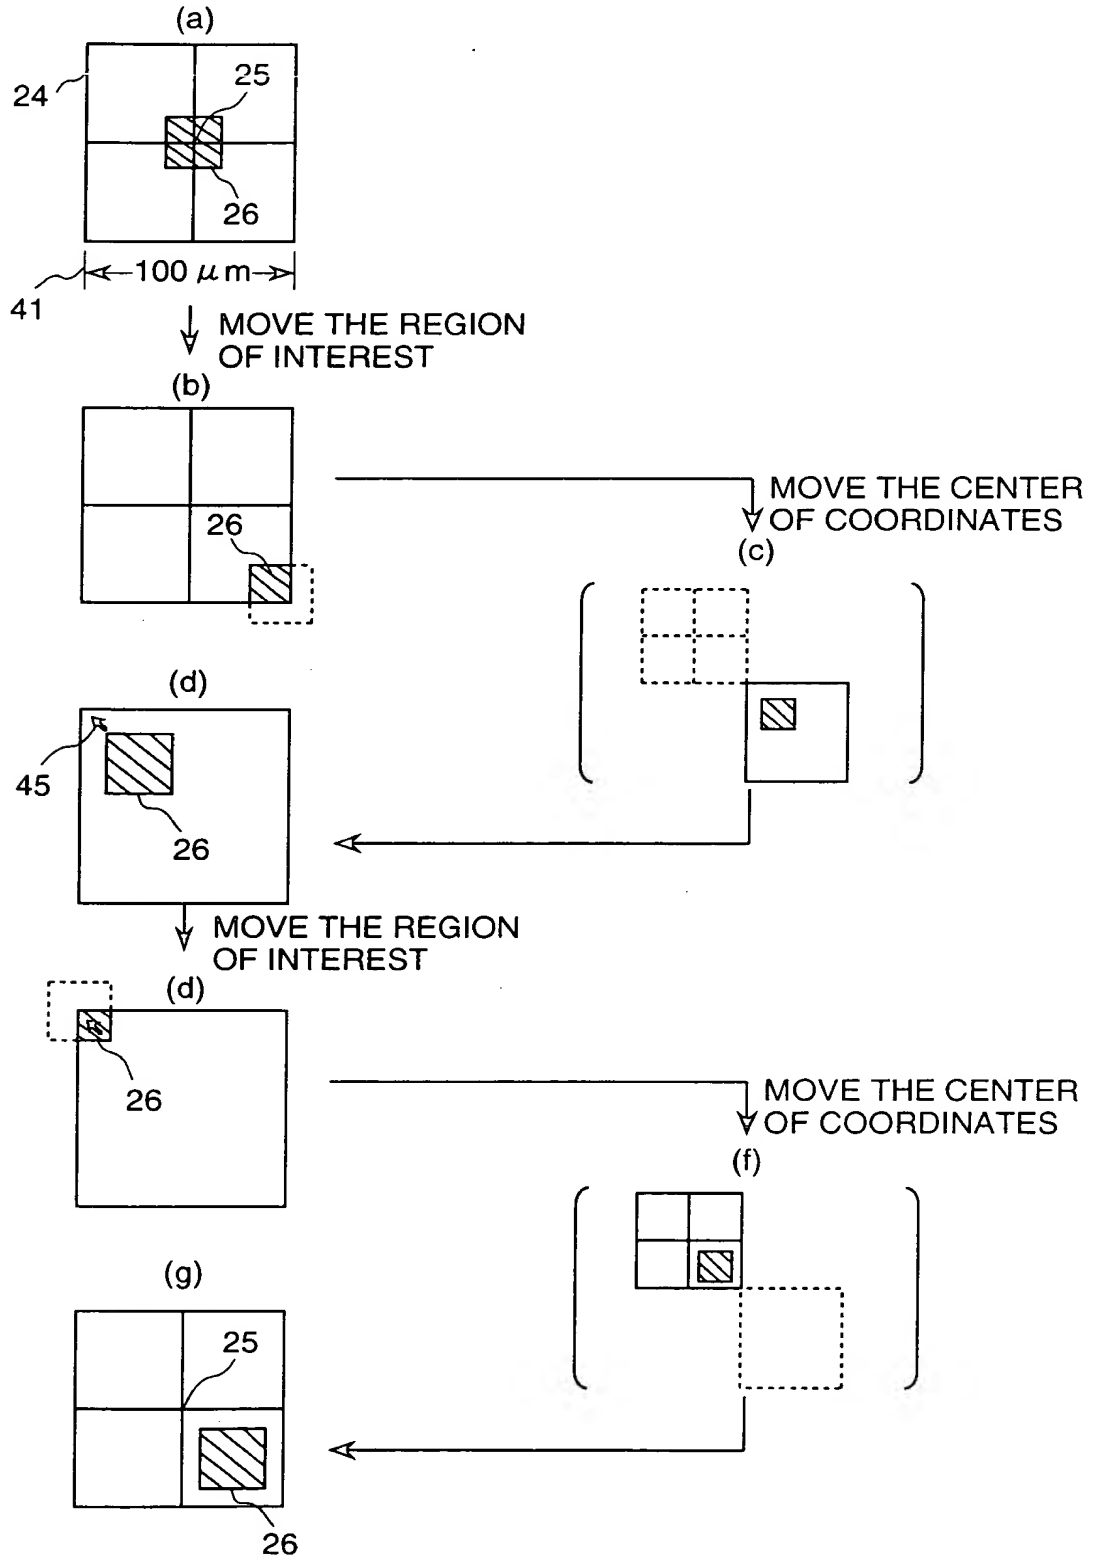 (a)
25
24
26
100 μm
41
MOVE THE REGION
OF INTEREST
(b)
MOVE THE CENTER
OF COORDINATES
26
(c)
(d)
45
26
MOVE THE REGION
OF INTEREST
(d)
26
MOVE THE CENTER
OF COORDINATES
(f)
(g)
25
26